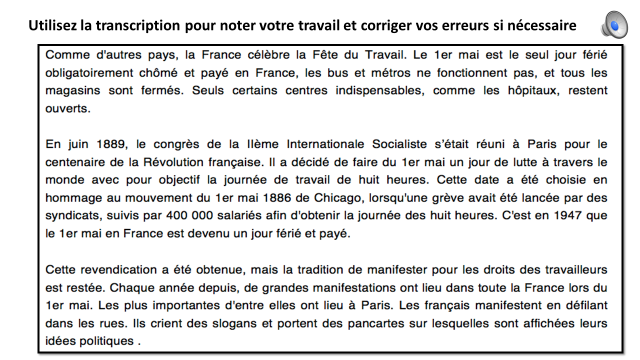 Utilisez la transcription pour noter votre travail et corriger vos erreurs si nécessaire
Comme d'autres pays, la France célèbre la Fête du Travail. Le 1er mai est le seul jour férié
obligatoirement chômé et payé en France, les bus et métros ne fonctionnent pas, et tous les
magasins sont fermés. Seuls certains centres indispensables, comme les hôpitaux, restent
ouverts.
En juin 1889, le congrès de la IIème Internationale Socialiste s'était réuni à Paris pour le
centenaire de la Révolution française. Il a décidé de faire du 1er mai un jour de lutte à travers le
monde avec pour objectif la journée de travail de huit heures. Cette date a été choisie en
hommage au mouvement du 1er mai 1886 de Chicago, lorsqu'une grève avait été lancée par des
syndicats, suivis par 400 000 salariés afin d'obtenir la journée des huit heures. C'est en 1947 que
le 1er mai en France est devenu un jour férié et payé.
Cette revendication a été obtenue, mais la tradition de manifester pour les droits des travailleurs
est restée. Chaque année depuis, de grandes manifestations ont lieu dans toute la France lors du
1er mai. Les plus importantes d'entre elles ont lieu à Paris. Les français manifestent en défilant
dans les rues. Ils crient des slogans et portent des pancartes sur lesquelles sont affichées leurs
idées politiques .